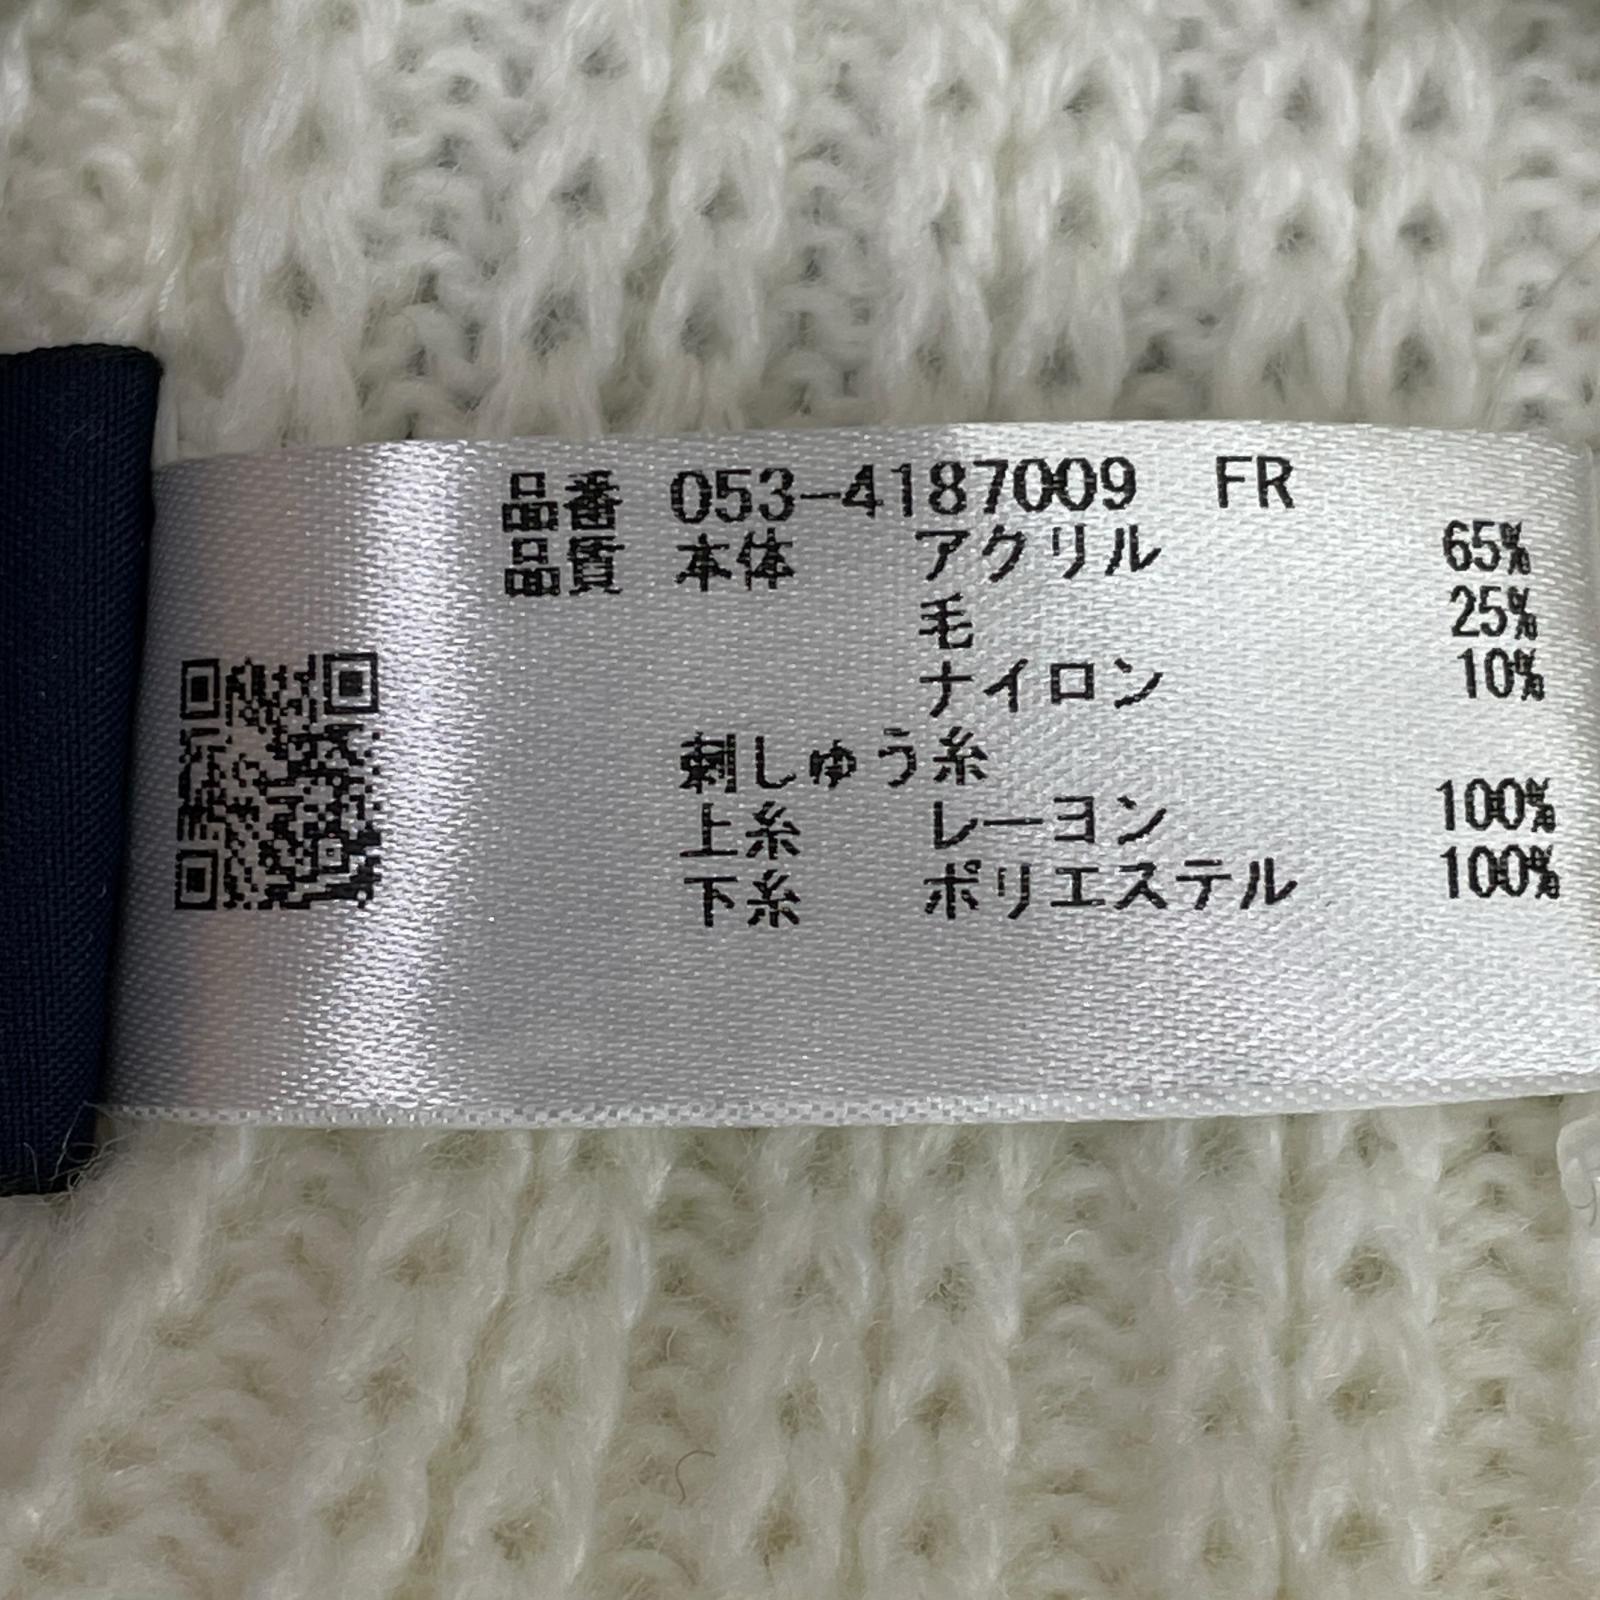 品番 053-4187009 FR
品質 本体 アクリル 65%
毛 25%
ナイロン 10%
刺しゅう糸
上糸 レーヨン 100%
下糸 ポリエステル 100%